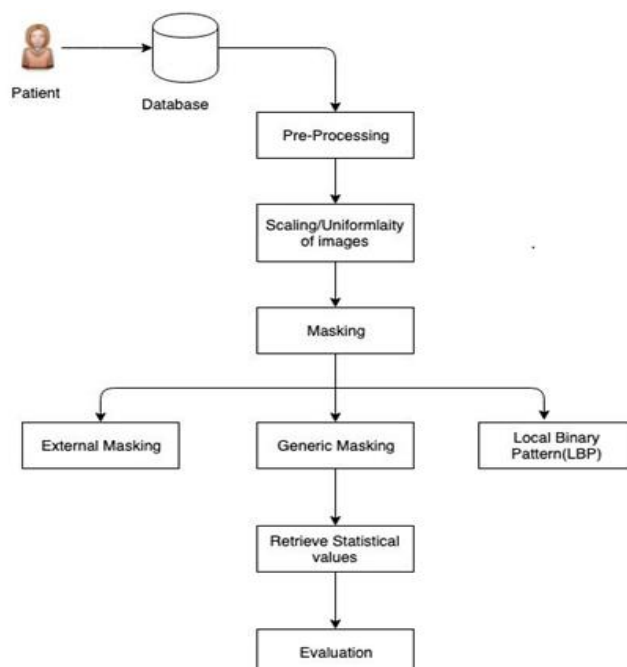 Patient
Database
Pre-Processing
Scaling/Uniformlaity
of images
Masking
External Masking
Generic Masking
Local Binary
Pattern(LBP)
Retrieve Statistical
values
Evaluation